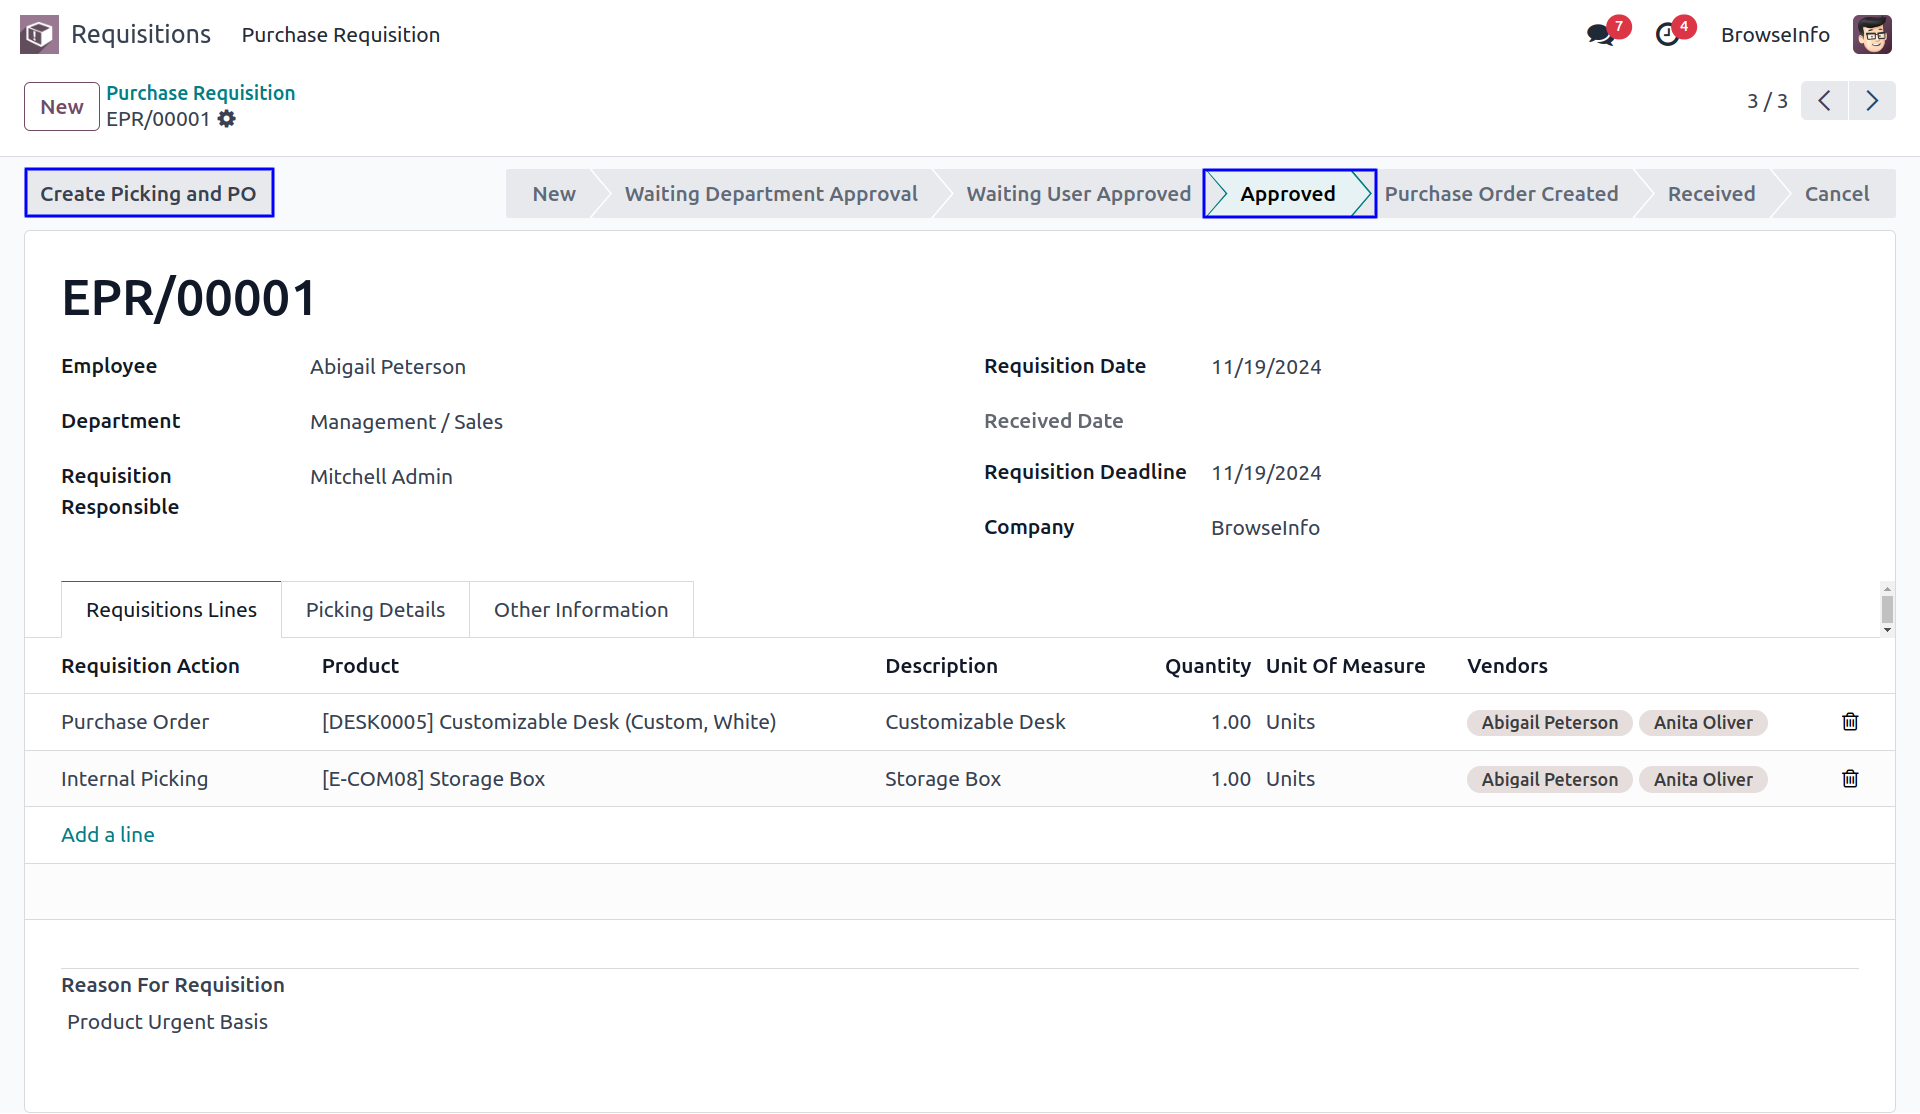 Requisitions Purchase Requisition 7 4 BrowseInfo
New Purchase Requisition
EPR/00001
3 / 3
Create Picking and PO New Waiting Department Approval Waiting User Approved Approved Purchase Order Created Received Cancel
EPR/00001
Employee Abigail Peterson Requisition Date 11/19/2024
Department Management / Sales Received Date
Requisition Responsible Mitchell Admin Requisition Deadline 11/19/2024
Company BrowseInfo
Requisitions Lines Picking Details Other Information
Requisition Action Product Description Quantity Unit Of Measure Vendors
Purchase Order [DESK0005] Customizable Desk (Custom, White) Customizable Desk 1.00 Units Abigail Peterson Anita Oliver
Internal Picking [E-COM08] Storage Box Storage Box 1.00 Units Abigail Peterson Anita Oliver
Add a line
Reason For Requisition
Product Urgent Basis